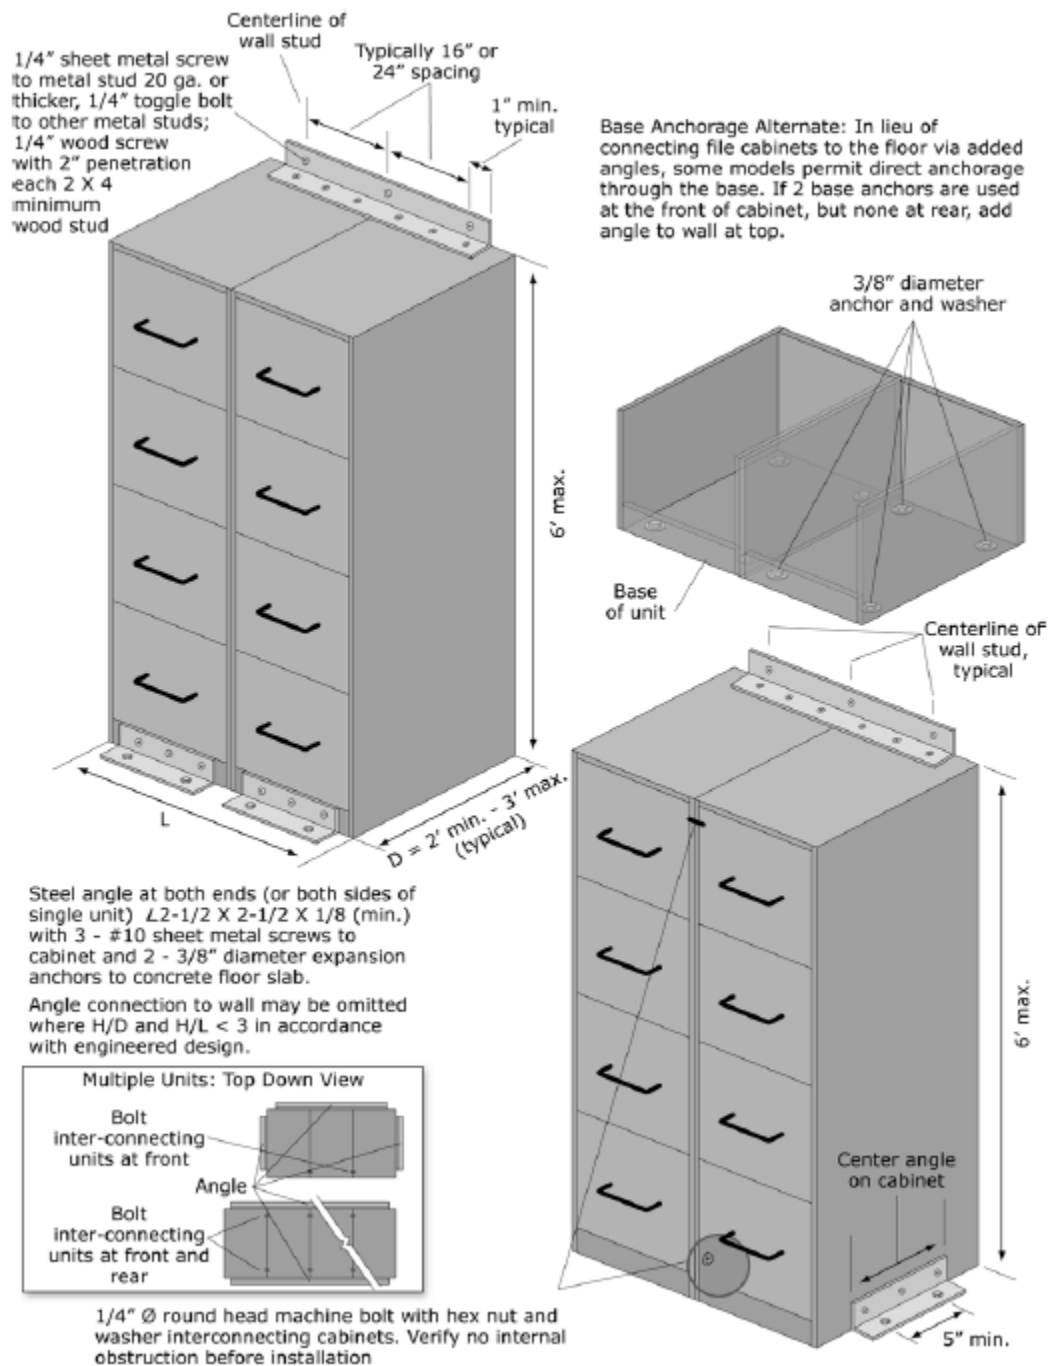 Centerline of
wall stud
Typically 16" or
24" spacing
1/4" sheet metal screw
to metal stud 20 ga. or
thicker, 1/4" toggle bolt
to other metal studs;
1/4" wood screw
with 2" penetration
each 2 X 4
minimum
wood stud
1" min.
typical
Base Anchorage Alternate: In lieu of
connecting file cabinets to the floor via added
angles, some models permit direct anchorage
through the base. If 2 base anchors are used
at the front of cabinet, but none at rear, add
angle to wall at top.
3/8" diameter
anchor and washer
6' max.
Base
of unit
Centerline of
wall stud,
typical
L
D = 2' min. - 3' max.
(typical)
Steel angle at both ends (or both sides of
single unit) ∠2-1/2 X 2-1/2 X 1/8 (min.)
with 3 - #10 sheet metal screws to
cabinet and 2 - 3/8" diameter expansion
anchors to concrete floor slab.
Angle connection to wall may be omitted
where H/D and H/L < 3 in accordance
with engineered design.
6' max.
Multiple Units: Top Down View
Bolt
inter-connecting
units at front
Angle
Bolt
inter-connecting
units at front and
rear
Center angle
on cabinet
5" min.
1/4" Ø round head machine bolt with hex nut and
washer interconnecting cabinets. Verify no internal
obstruction before installation